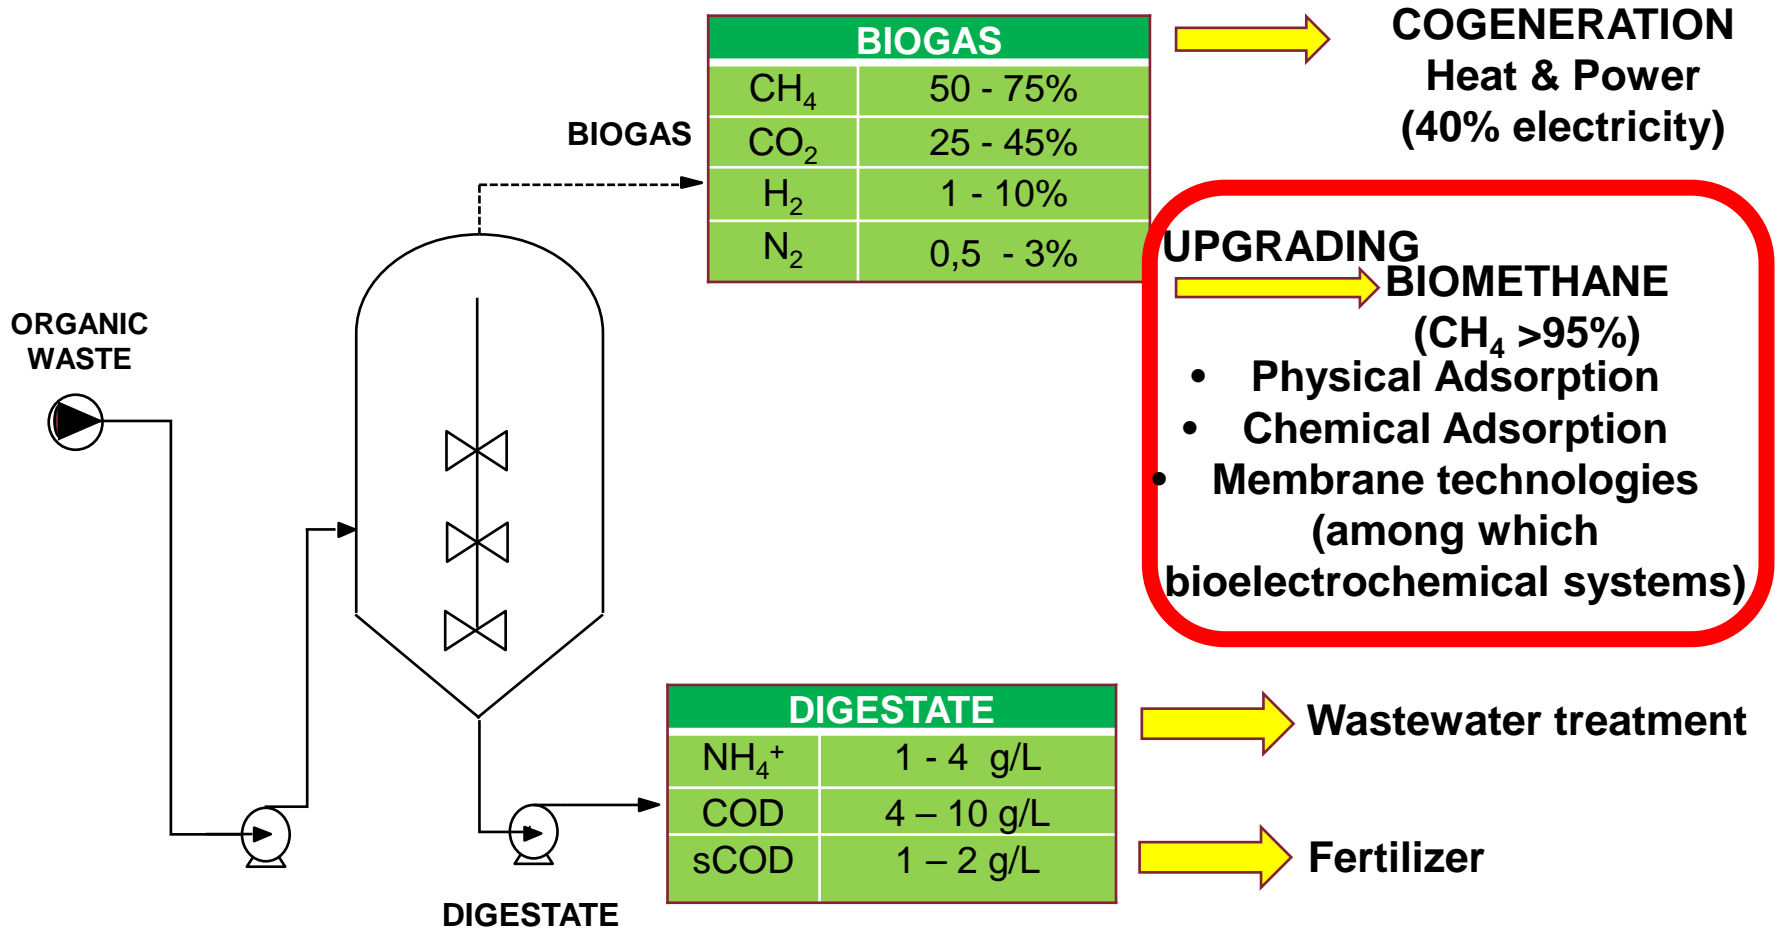 ORGANIC
WASTE
BIOGAS
BIOGAS
CH₄ 50 - 75%
CO₂ 25 - 45%
H₂ 1 - 10%
N₂ 0,5 - 3%
COGENERATION
Heat & Power
(40% electricity)
UPGRADING
BIOMETHANE
(CH₄ >95%)
• Physical Adsorption
• Chemical Adsorption
• Membrane technologies
(among which
bioelectrochemical systems)
DIGESTATE
DIGESTATE
NH₄⁺ 1 - 4 g/L
COD 4 – 10 g/L
sCOD 1 – 2 g/L
Wastewater treatment
Fertilizer